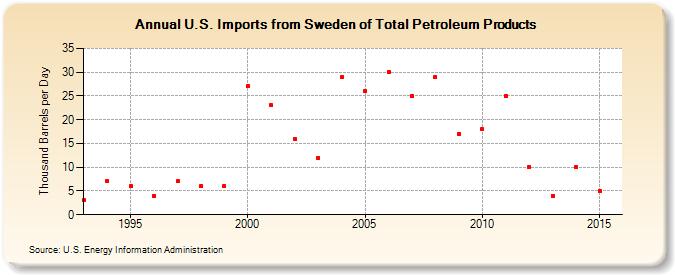 Annual U.S. Imports from Sweden of Total Petroleum Products
Thousand Barrels per Day
35
30
25
20
15
10
5
0
1995 2000 2005 2010 2015
Source: U.S. Energy Information Administration